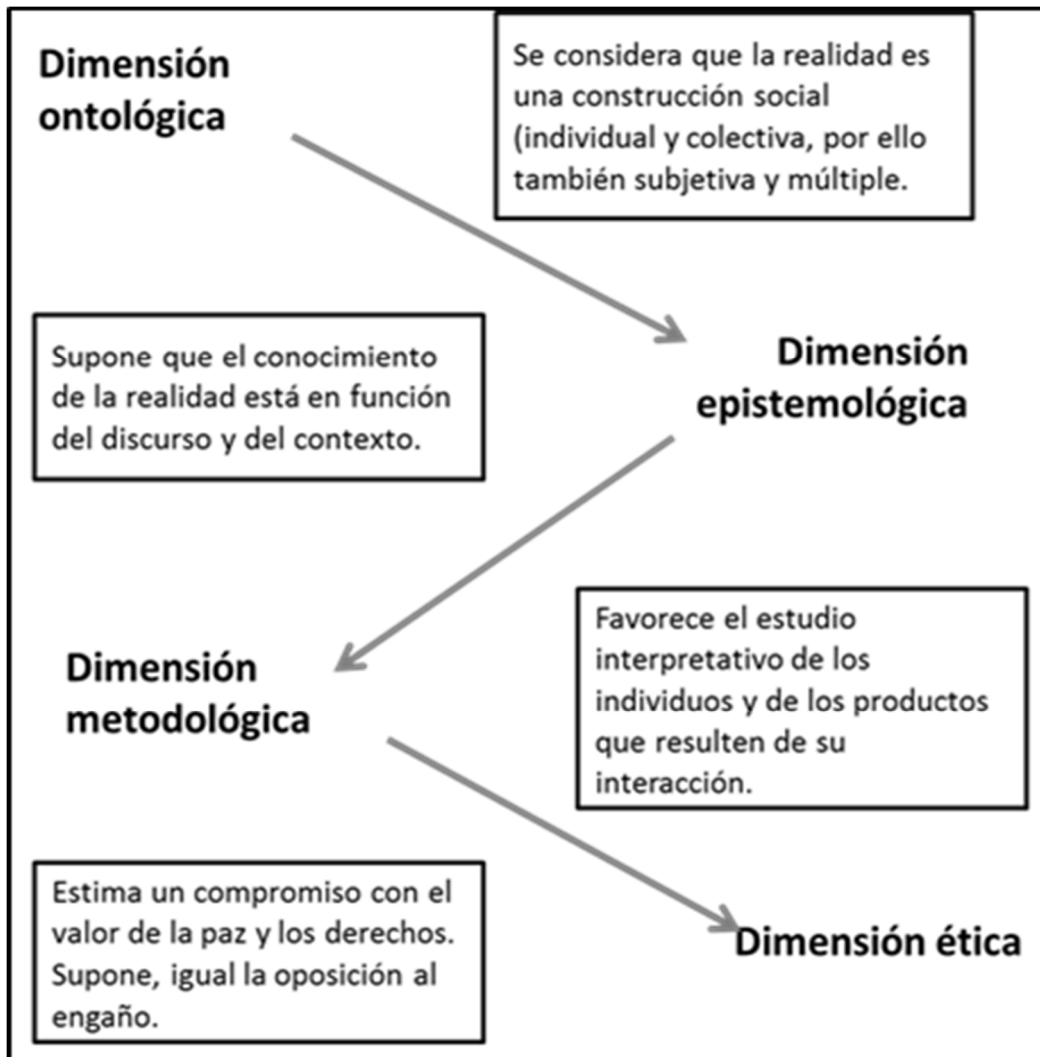 Dimensión
ontológica
Se considera que la realidad es
una construcción social
(individual y colectiva, por ello
también subjetiva y múltiple.
Supone que el conocimiento
de la realidad está en función
del discurso y del contexto.
Dimensión
epistemológica
Dimensión
metodológica
Favorece el estudio
interpretativo de los
individuos y de los productos
que resulten de su
interacción.
Estima un compromiso con el
valor de la paz y los derechos.
Supone, igual la oposición al
engaño.
Dimensión ética